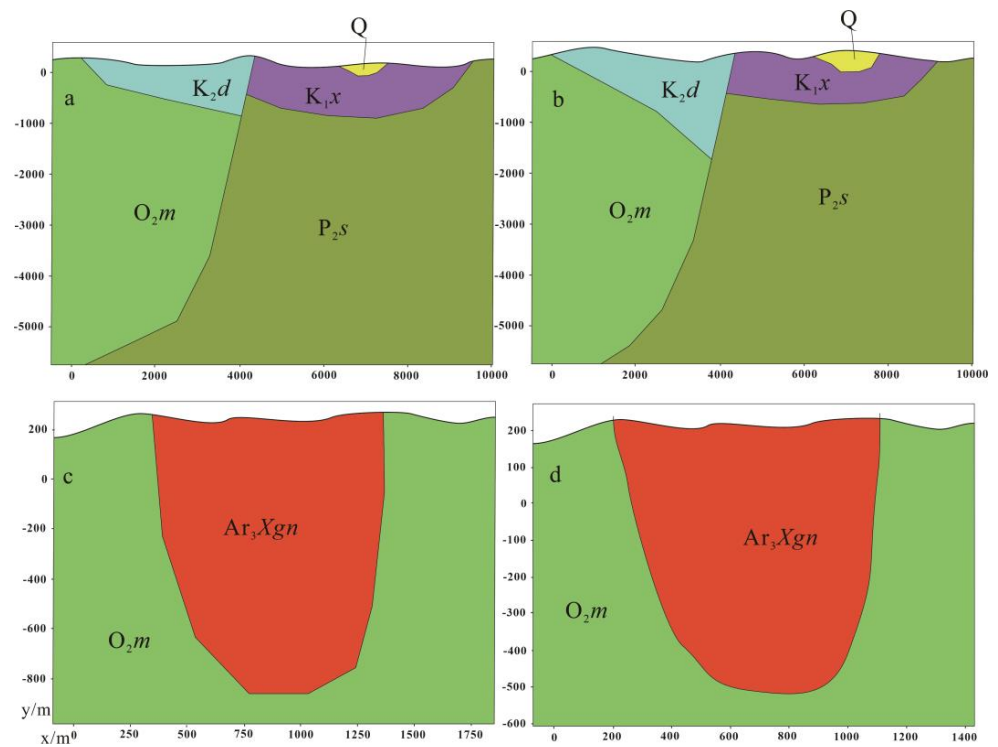 Q
0
-1000
-2000
-3000
-4000
-5000
a
K₂d
K₁x
O₂m
P₂s
0 2000 4000 6000 8000 10000
Q
0
-1000
-2000
-3000
-4000
-5000
b
K₂d
K₁x
O₂m
P₂s
0 2000 4000 6000 8000 10000
200
0
-200
-400
-600
-800
c
Ar₃Xgn
O₂m
y/m
x/m
0 250 500 750 1000 1250 1500 1750
200
100
0
-100
-200
-300
-400
-500
-600
d
Ar₃Xgn
O₂m
0 200 400 600 800 1000 1200 1400